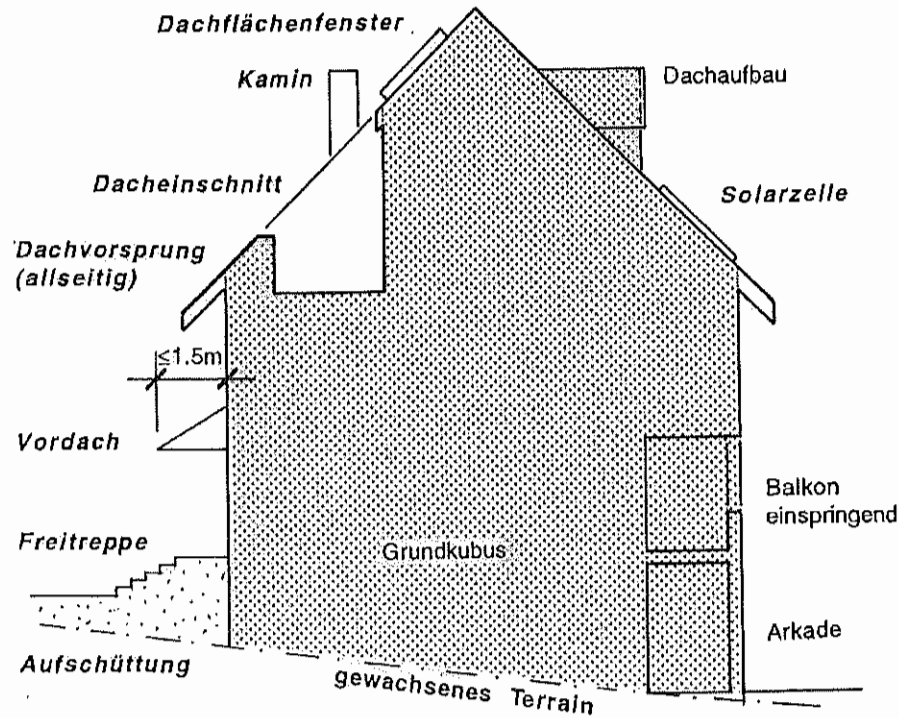 Dachflächenfenster
Kamin
Dachaufbau
Dacheinschnitt
Solarzelle
Dachvorsprung
(allseitig)
≤1.5m
Vordach
Balkon
einspringend
Freitreppe
Grundkubus
Arkade
Aufschüttung
gewachsenes Terrain